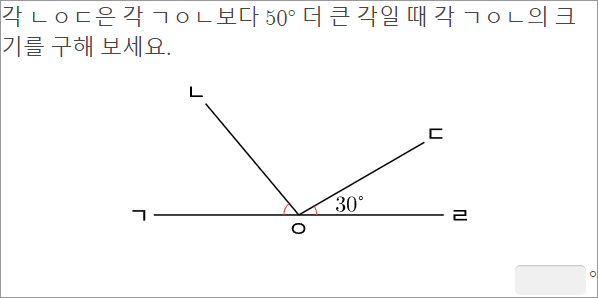 각 ㄴㅇㄷ은 각 ㄱㅇㄴ보다 50° 더 큰 각일 때 각 ㄱㅇㄴ의 크
기를 구해 보세요.
ㄴ
ㄷ
30°
ㄱ
ㄹ
ㅇ
°